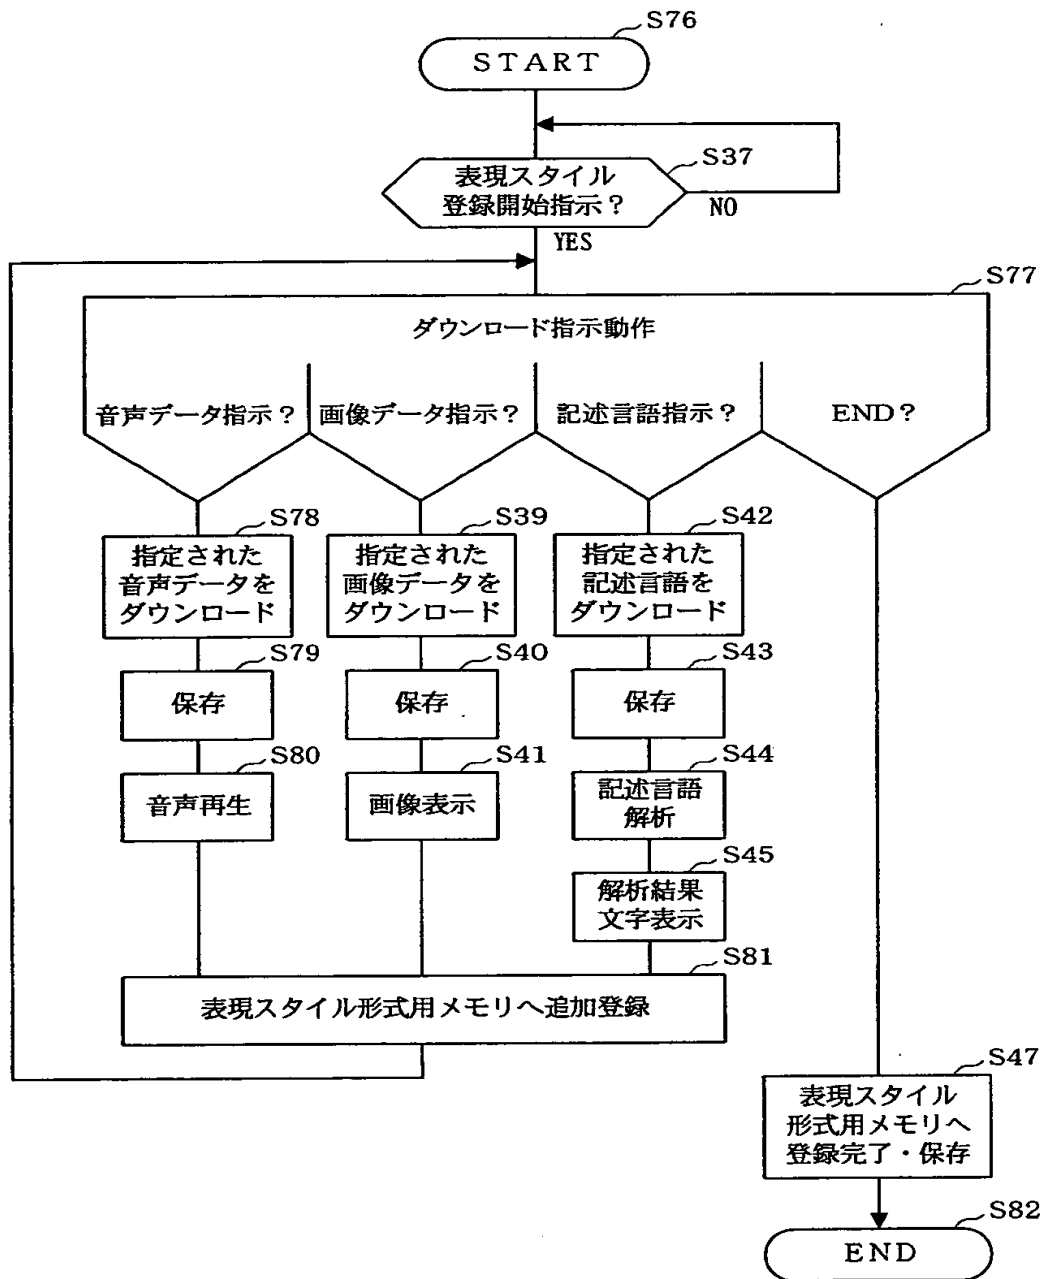 S76
START
S37
表現スタイル
登録開始指示?
NO
YES
S77
ダウンロード指示動作
音声データ指示?
画像データ指示?
記述言語指示?
END?
S78
指定された
音声データを
ダウンロード
S39
指定された
画像データを
ダウンロード
S42
指定された
記述言語を
ダウンロード
S79
保存
S40
保存
S43
保存
S80
音声再生
S41
画像表示
S44
記述言語
解析
S45
解析結果
文字表示
S81
表現スタイル形式用メモリへ追加登録
S47
表現スタイル
形式用メモリへ
登録完了・保存
S82
END